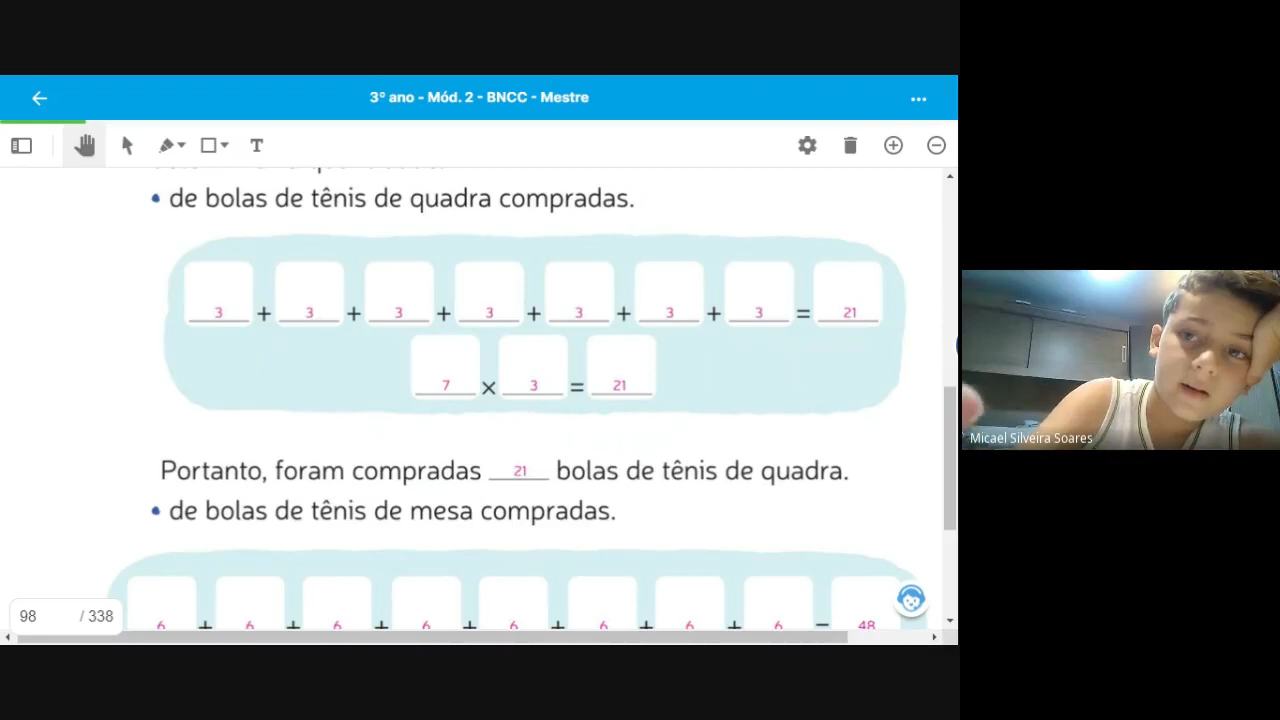 3º ano - Mód. 2 - BNCC - Mestre
T
• de bolas de tênis de quadra compradas.
3 + 3 + 3 + 3 + 3 + 3 + 3 = 21
7 × 3 = 21
Portanto, foram compradas 21 bolas de tênis de quadra.
• de bolas de tênis de mesa compradas.
6 + 6 + 6 + 6 + 6 + 6 + 6 + 6 = 48
98 / 338
Micael Silveira Soares